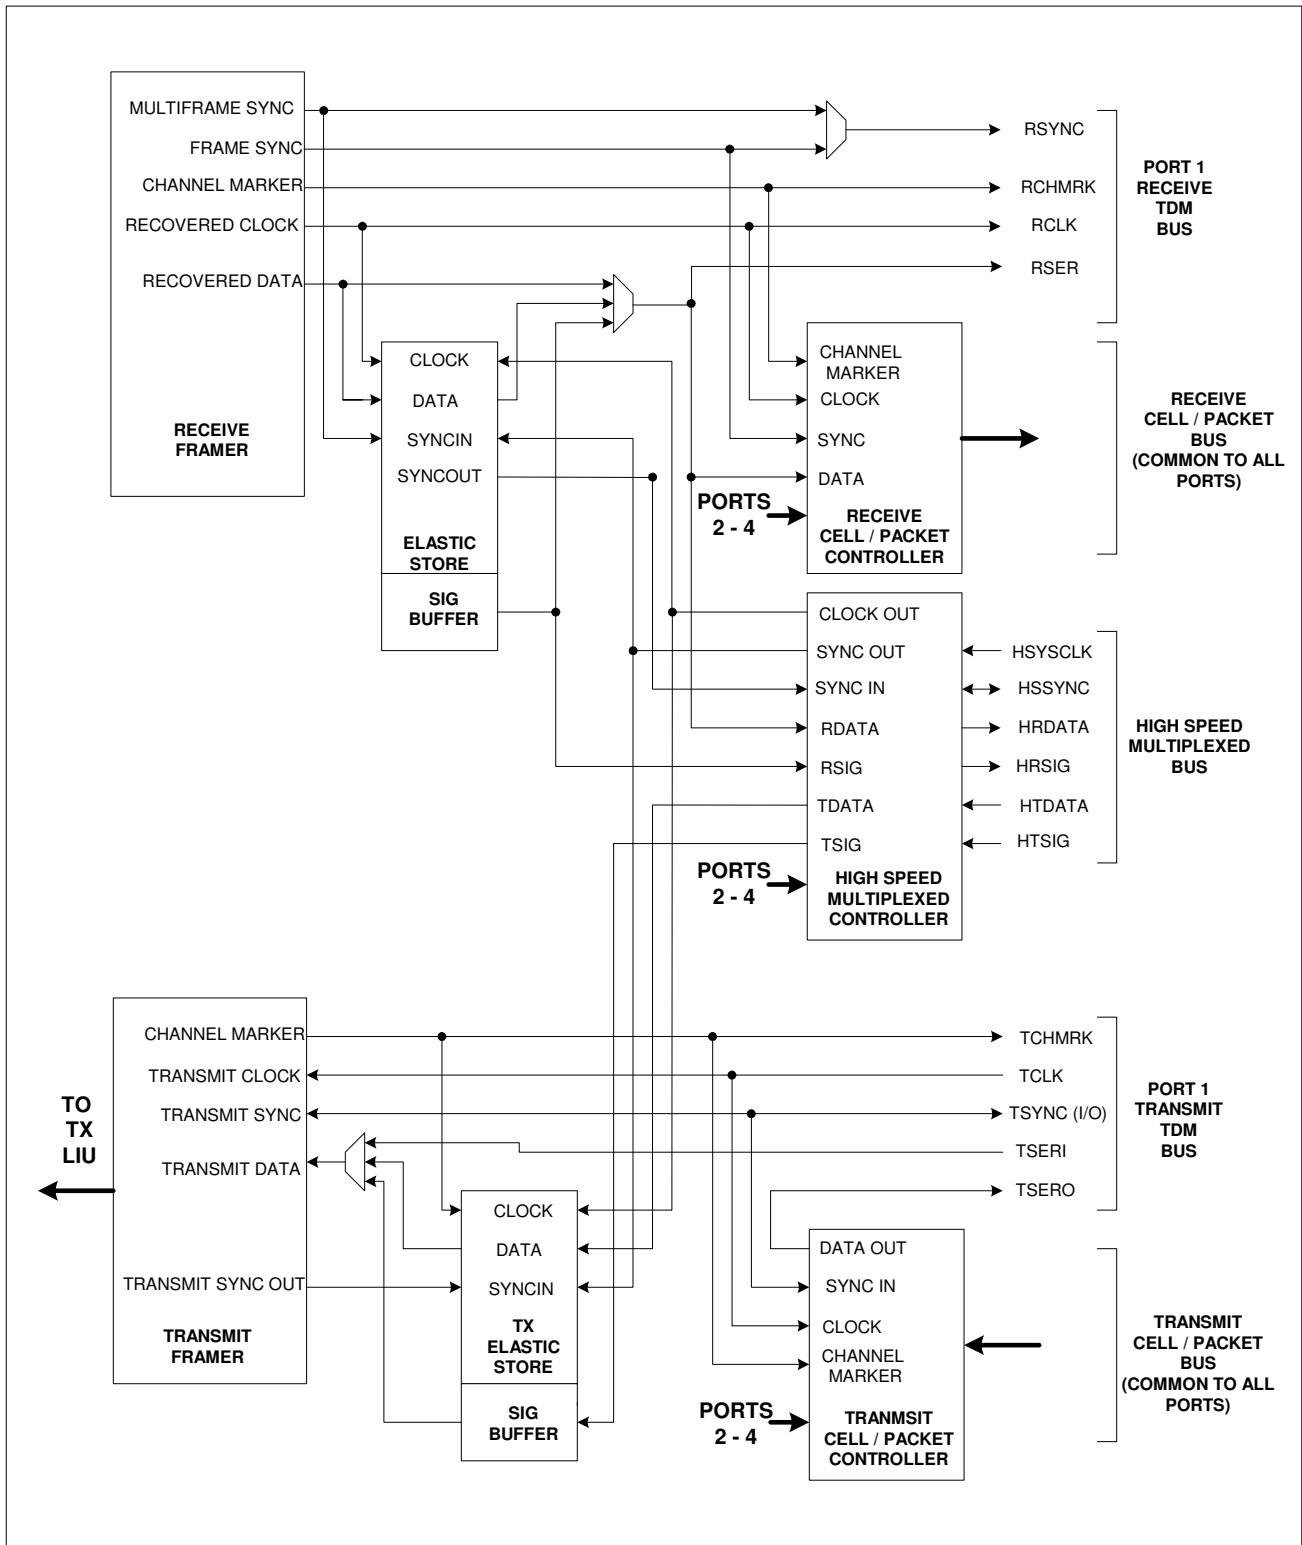 MULTIFRAME SYNC
FRAME SYNC
CHANNEL MARKER
RECOVERED CLOCK
RECOVERED DATA
RECEIVE
FRAMER
RSYNC
RCHMRK
RCLK
RSER
PORT 1
RECEIVE
TDM
BUS
CLOCK
DATA
SYNCIN
SYNCOUT
ELASTIC
STORE
SIG
BUFFER
CHANNEL
MARKER
CLOCK
SYNC
DATA
PORTS
2 - 4
RECEIVE
CELL / PACKET
CONTROLLER
RECEIVE
CELL / PACKET
BUS
(COMMON TO ALL
PORTS)
CLOCK OUT
SYNC OUT
SYNC IN
RDATA
RSIG
TDATA
TSIG
PORTS
2 - 4
HIGH SPEED
MULTIPLEXED
CONTROLLER
HSYSCLK
HSSYNC
HRDATA
HRSIG
HTDATA
HTSIG
HIGH SPEED
MULTIPLEXED
BUS
TO
TX
LIU
CHANNEL MARKER
TRANSMIT CLOCK
TRANSMIT SYNC
TRANSMIT DATA
TRANSMIT SYNC OUT
TRANSMIT
FRAMER
TCHMRK
TCLK
TSYNC (I/O)
TSERI
TSERO
PORT 1
TRANSMIT
TDM
BUS
CLOCK
DATA
SYNCIN
TX
ELASTIC
STORE
SIG
BUFFER
DATA OUT
SYNC IN
CLOCK
CHANNEL
MARKER
PORTS
2 - 4
TRANMSIT
CELL / PACKET
CONTROLLER
TRANSMIT
CELL / PACKET
BUS
(COMMON TO ALL
PORTS)